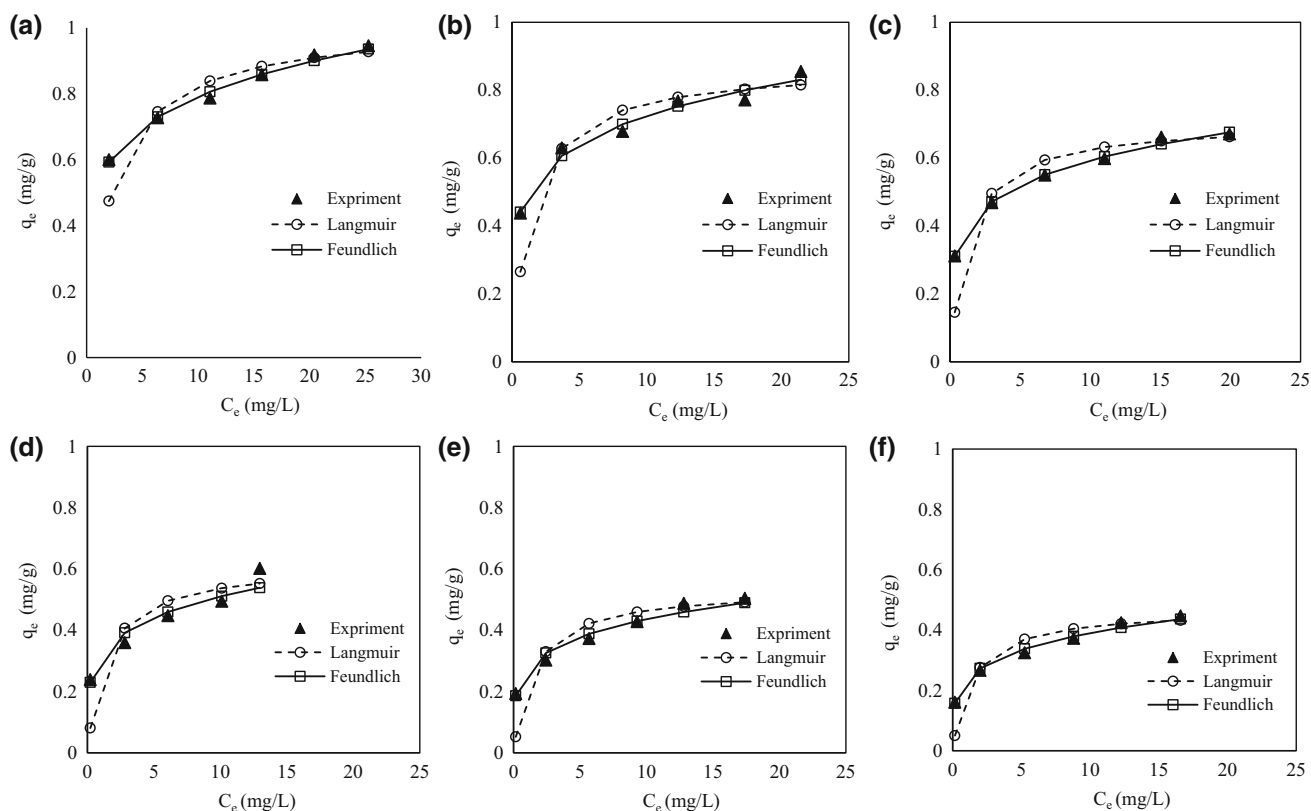 (a)
1
0.8
0.6
0.4
0.2
0
q_e (mg/g)
Expriment
Langmuir
Feundlich
0 5 10 15 20 25 30
C_e (mg/L)
(b)
1
0.8
0.6
0.4
0.2
0
q_e (mg/g)
Expriment
Langmuir
Feundlich
0 5 10 15 20 25
C_e (mg/L)
(c)
1
0.8
0.6
0.4
0.2
0
q_e (mg/g)
Expriment
Langmuir
Feundlich
0 5 10 15 20 25
C_e (mg/L)
(d)
1
0.8
0.6
0.4
0.2
0
q_e (mg/g)
Expriment
Langmuir
Feundlich
0 5 10 15 20 25
C_e (mg/L)
(e)
1
0.8
0.6
0.4
0.2
0
q_e (mg/g)
Expriment
Langmuir
Feundlich
0 5 10 15 20 25
C_e (mg/L)
(f)
1
0.8
0.6
0.4
0.2
0
q_e (mg/g)
Expriment
Langmuir
Feundlich
0 5 10 15 20 25
C_e (mg/L)